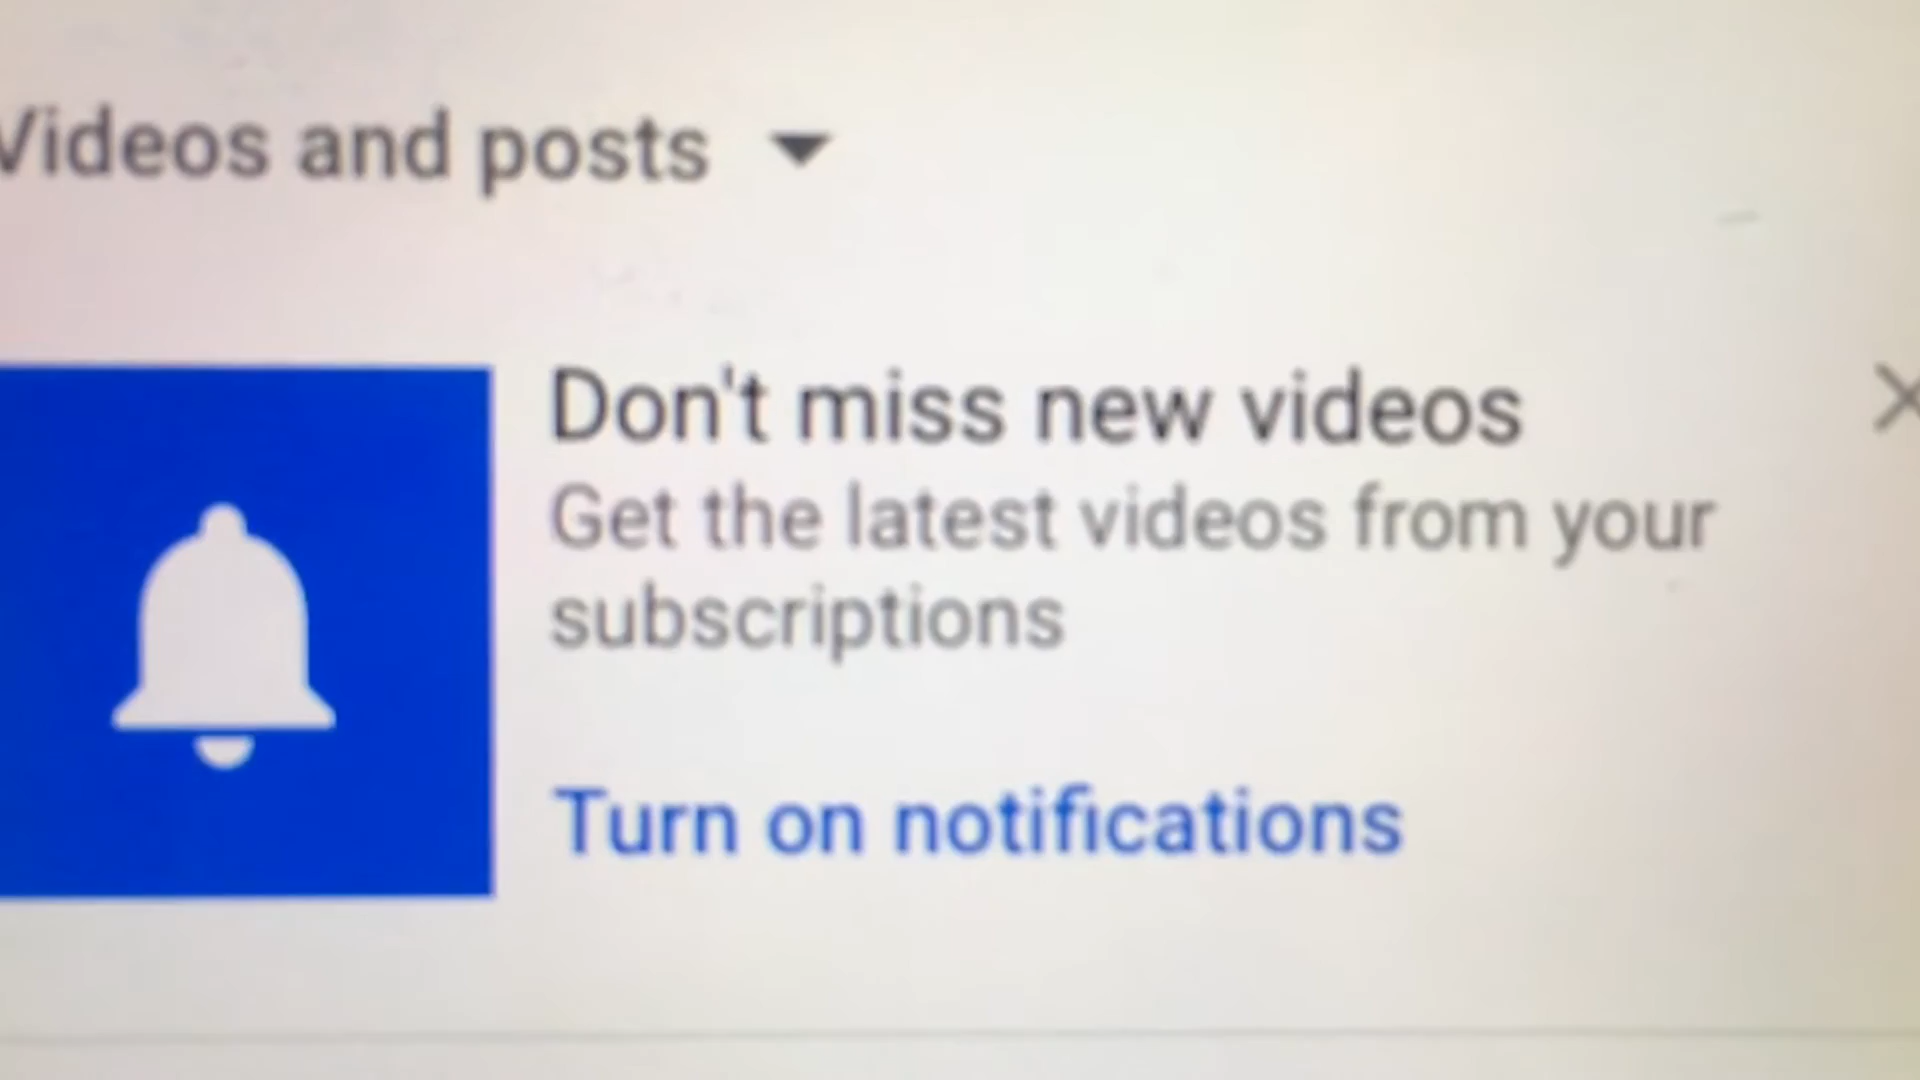 Videos and posts
Don't miss new videos
Get the latest videos from your
subscriptions
Turn on notifications